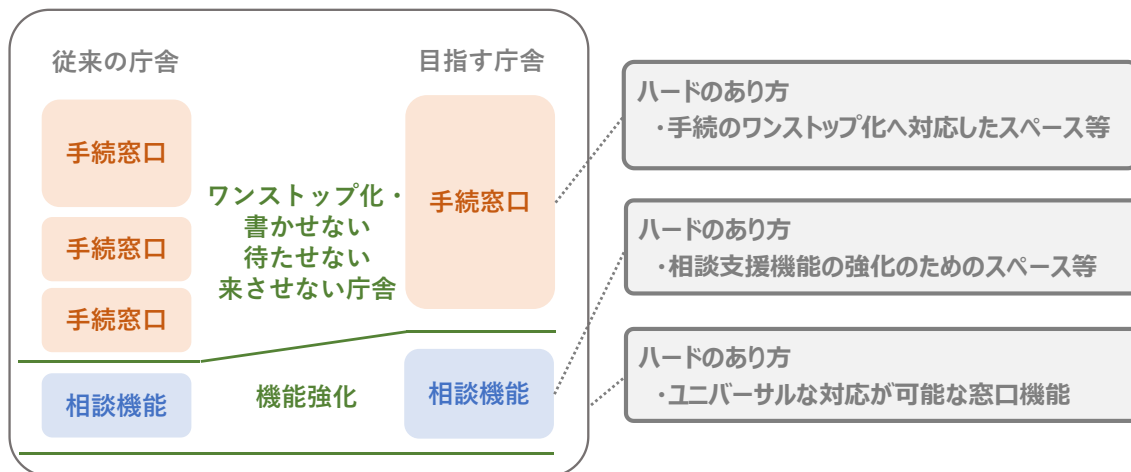 従来の庁舎
目指す庁舎
手続窓口
手続窓口
手続窓口
ワンストップ化・
書かせない
待たせない
来させない庁舎
手続窓口
相談機能
機能強化
相談機能
ハードのあり方
・手続のワンストップ化へ対応したスペース等
ハードのあり方
・相談支援機能の強化のためのスペース等
ハードのあり方
・ユニバーサルな対応が可能な窓口機能